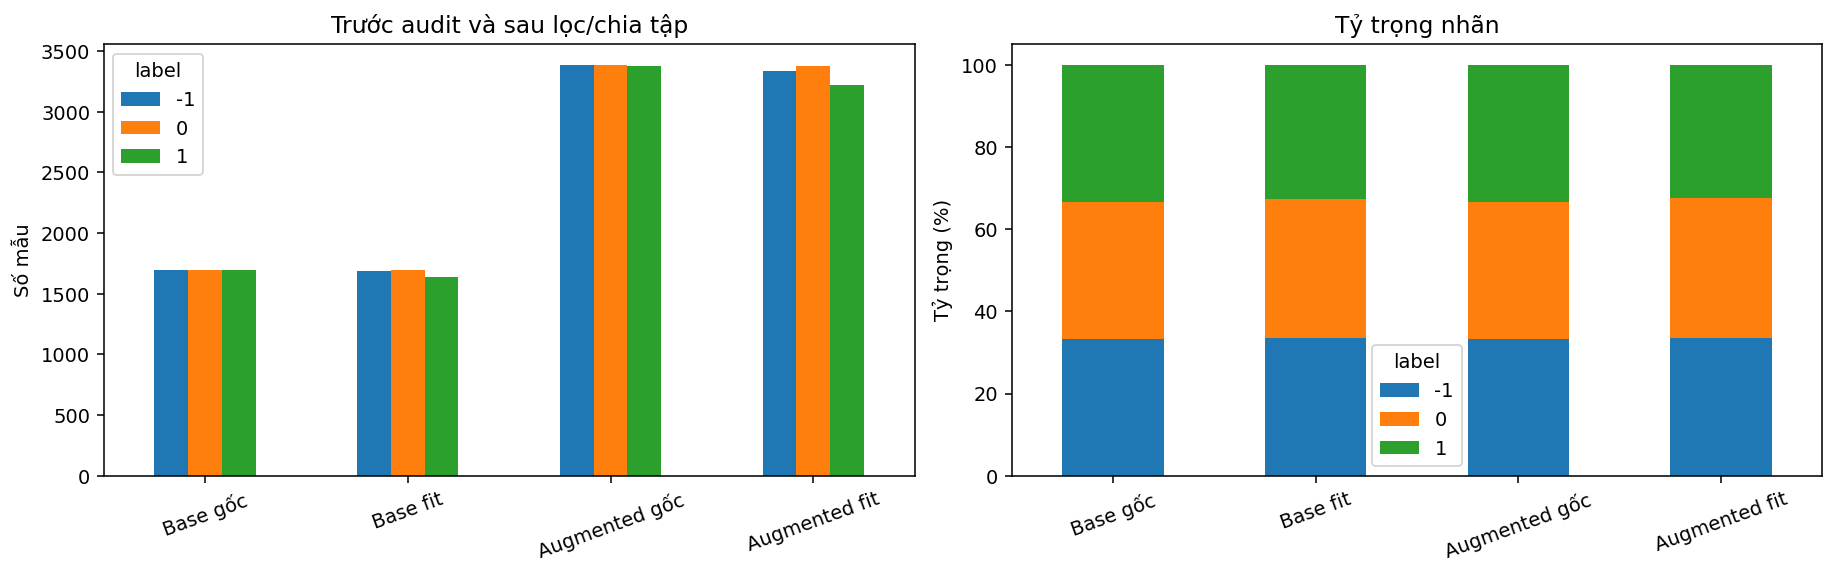 Trước audit và sau lọc/chia tập
Số mẫu
3500
3000
2500
2000
1500
1000
500
0
label
-1
0
1
Base gốc
Base fit
Augmented gốc
Augmented fit
Tỷ trọng nhãn
Tỷ trọng (%)
100
80
60
40
20
0
label
-1
0
1
Base gốc
Base fit
Augmented gốc
Augmented fit